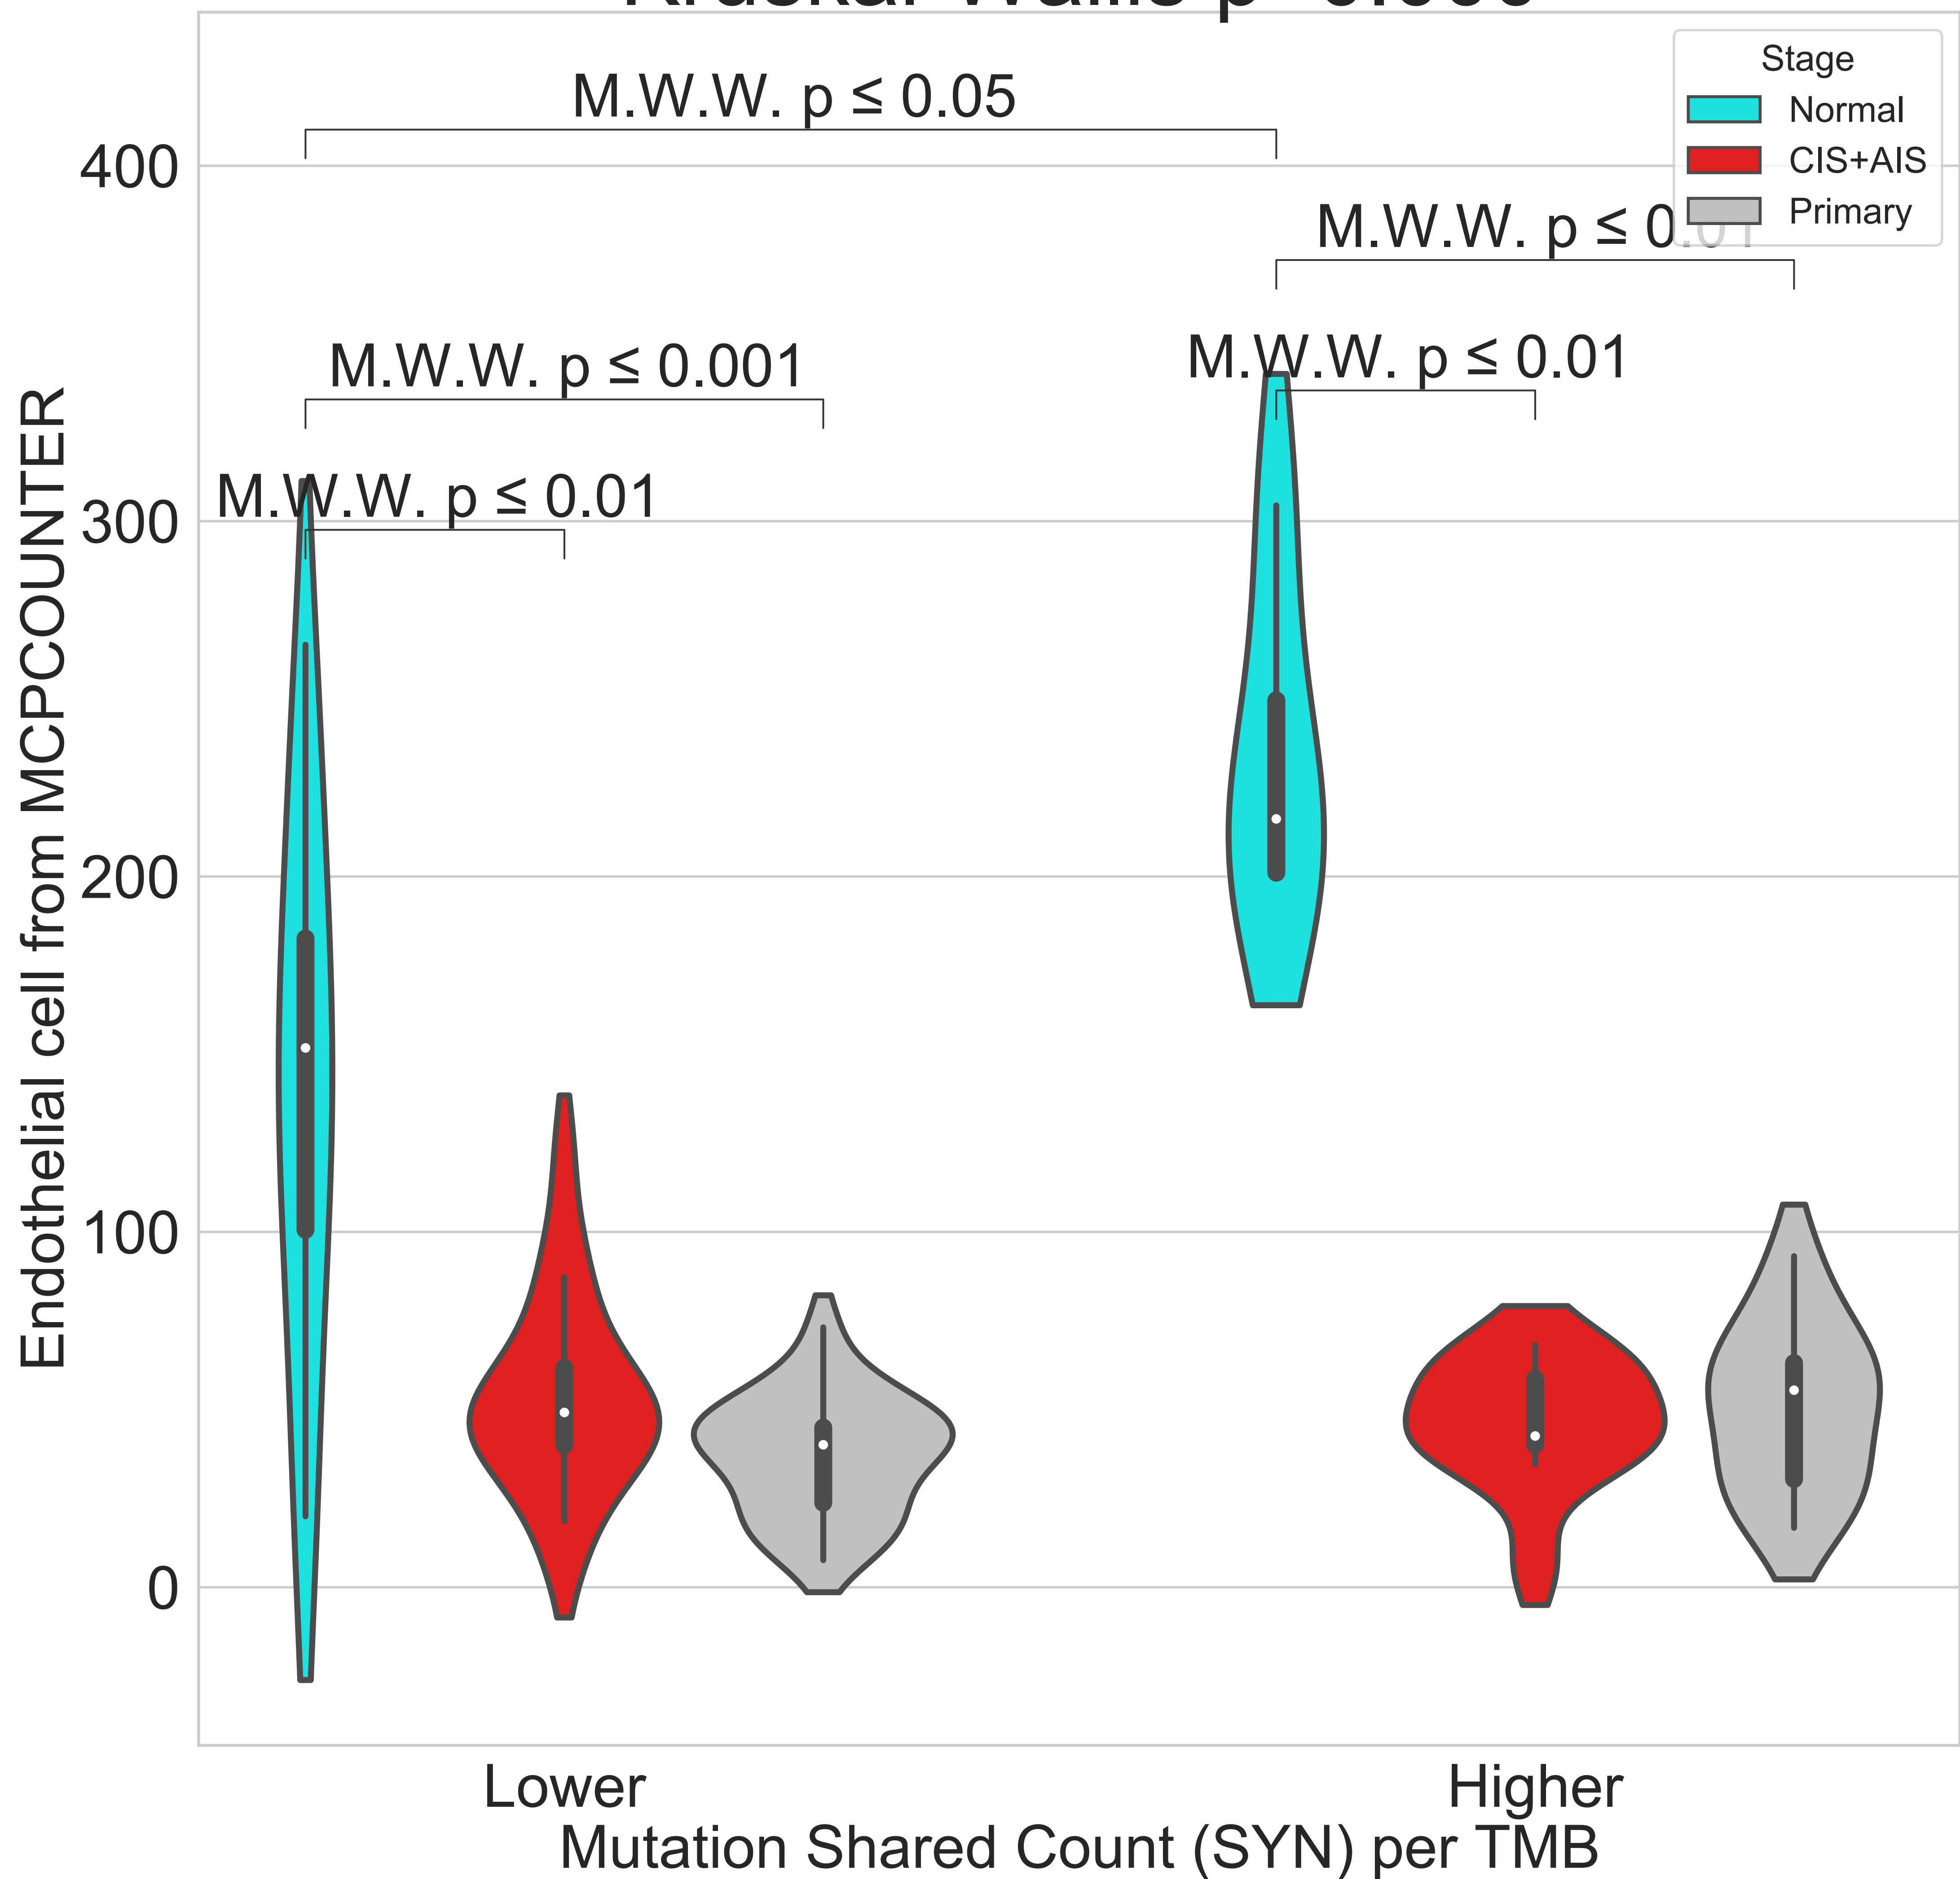 M.W.W. p ≤ 0.05
Stage
Normal
CIS+AIS
Primary
400
M.W.W. p ≤ 0.01
M.W.W. p ≤ 0.001
M.W.W. p ≤ 0.01
M.W.W. p ≤ 0.01
300
200
100
0
Endothelial cell from MCPCOUNTER
Lower
Higher
Mutation Shared Count (SYN) per TMB